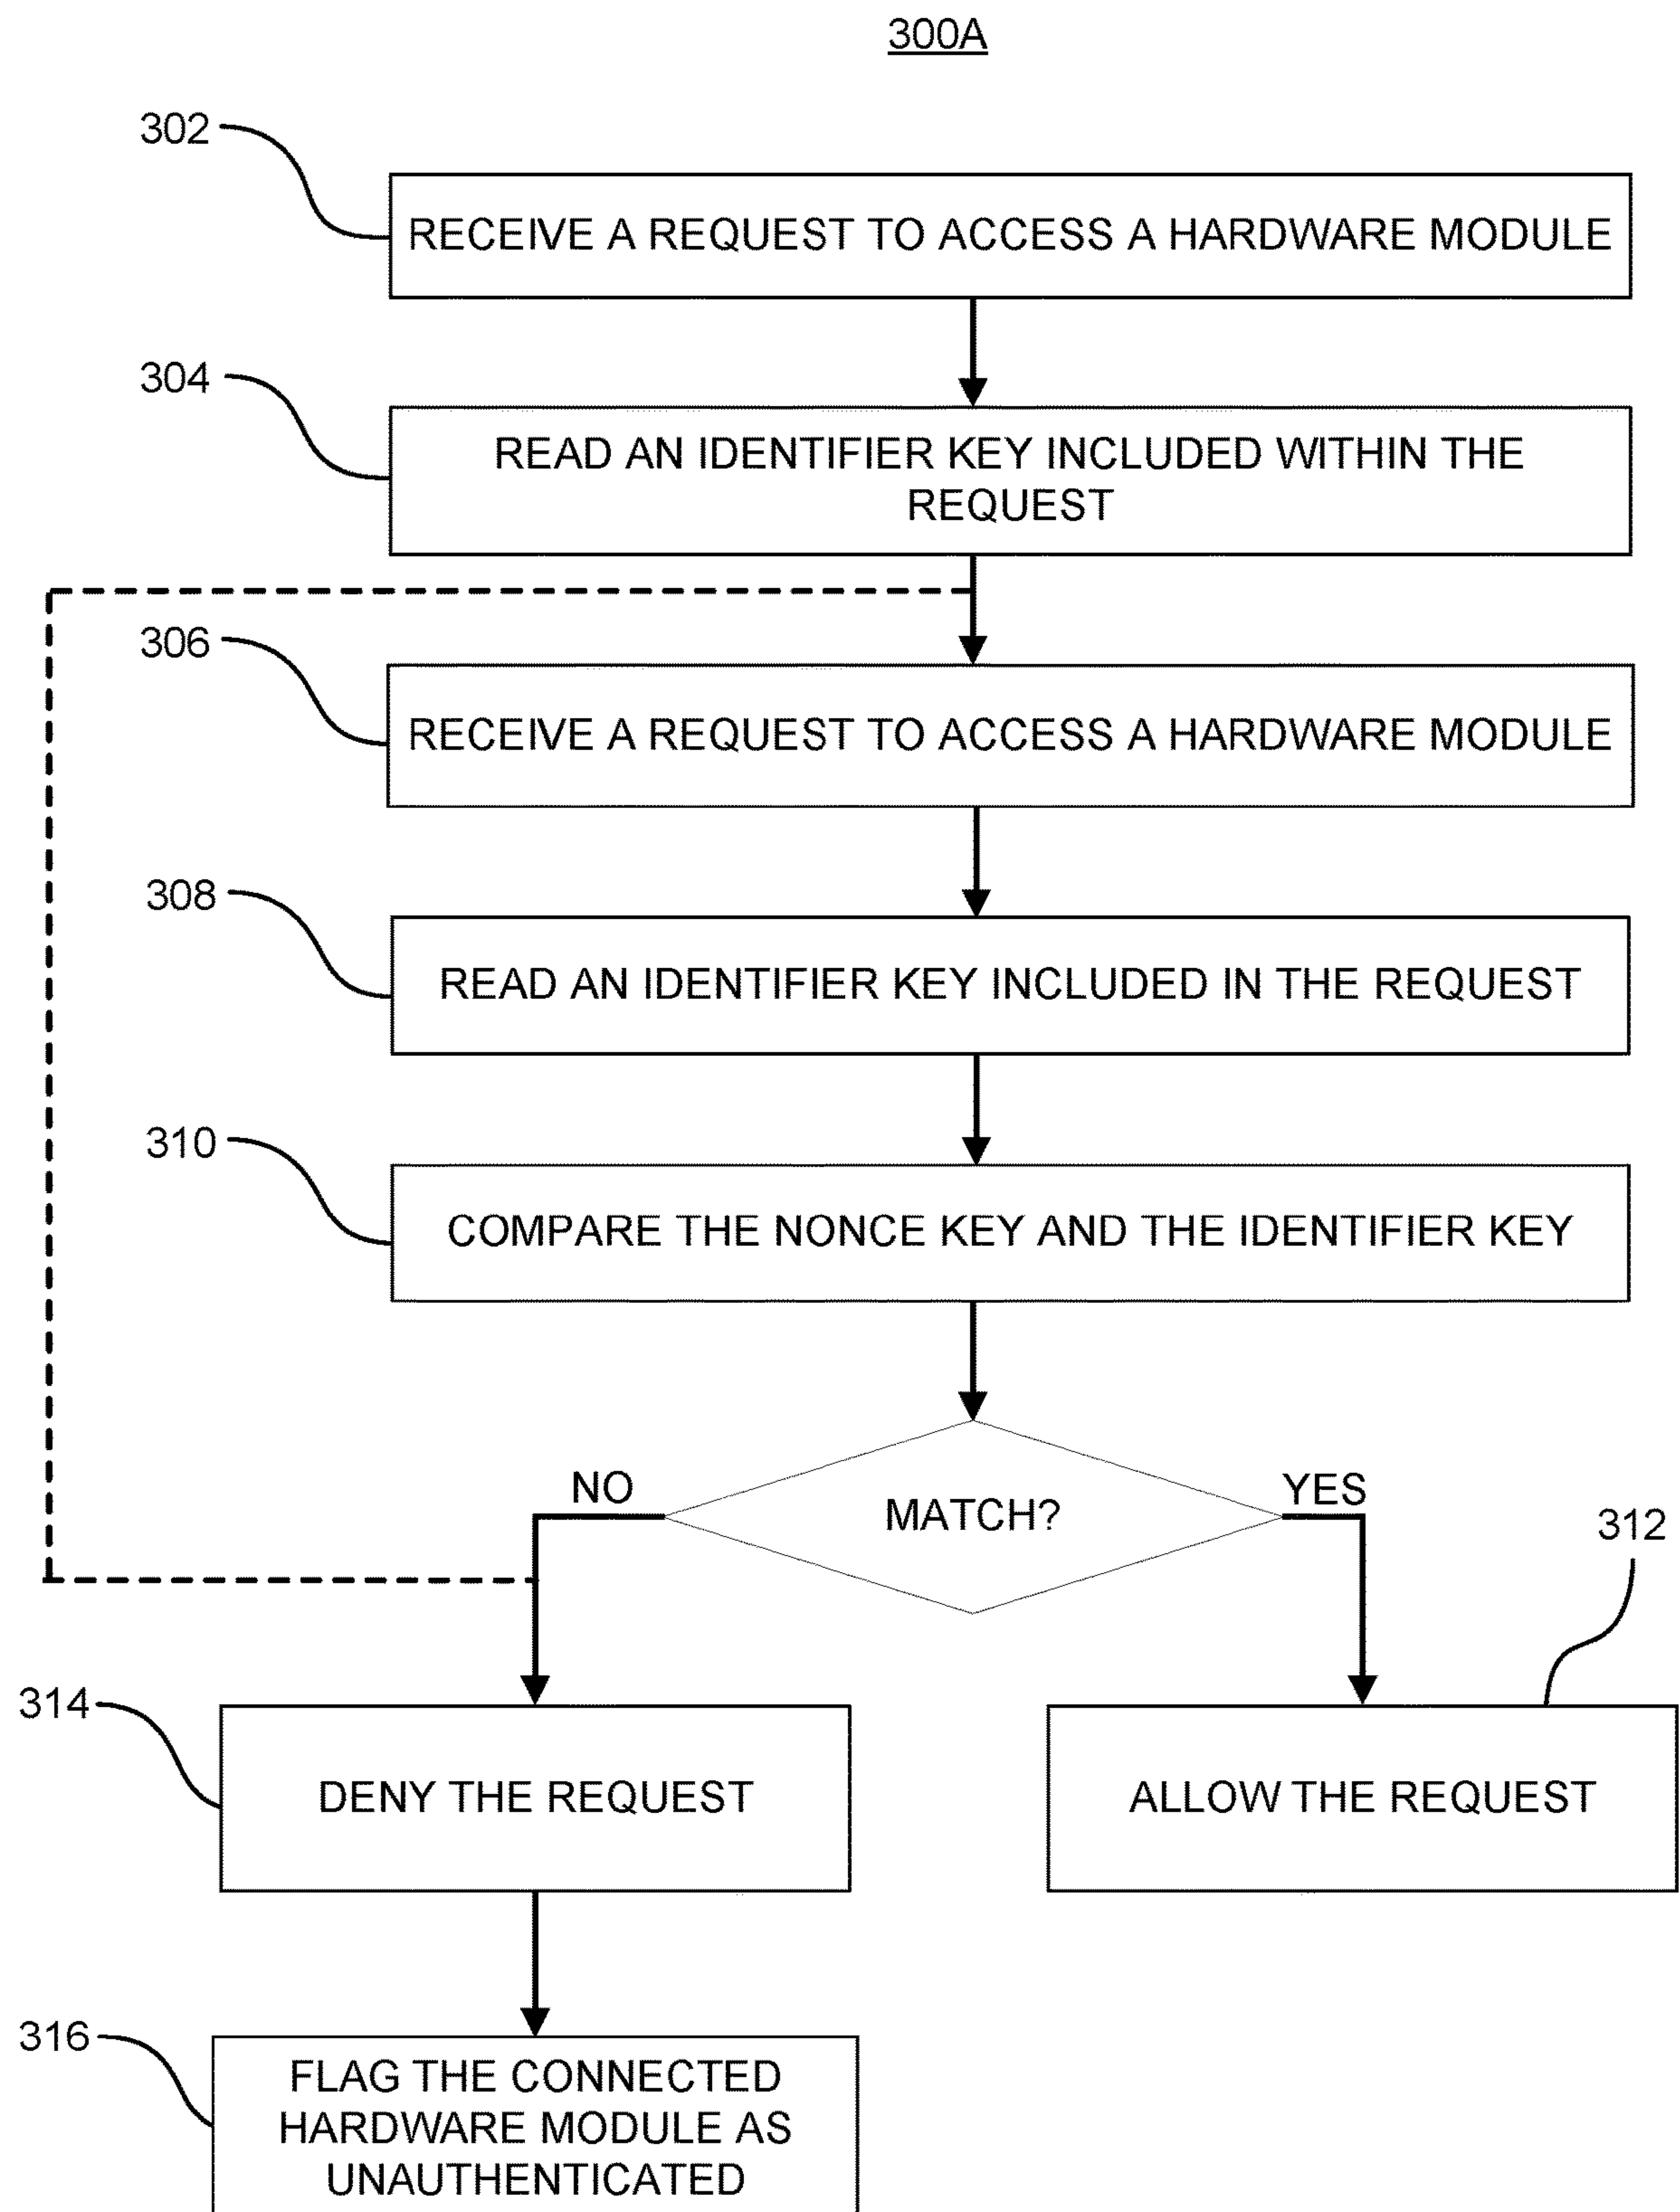 300A
302
RECEIVE A REQUEST TO ACCESS A HARDWARE MODULE
304
READ AN IDENTIFIER KEY INCLUDED WITHIN THE
REQUEST
306
RECEIVE A REQUEST TO ACCESS A HARDWARE MODULE
308
READ AN IDENTIFIER KEY INCLUDED IN THE REQUEST
310
COMPARE THE NONCE KEY AND THE IDENTIFIER KEY
NO
MATCH?
YES
312
314
DENY THE REQUEST
ALLOW THE REQUEST
316
FLAG THE CONNECTED
HARDWARE MODULE AS
UNAUTHENTICATED